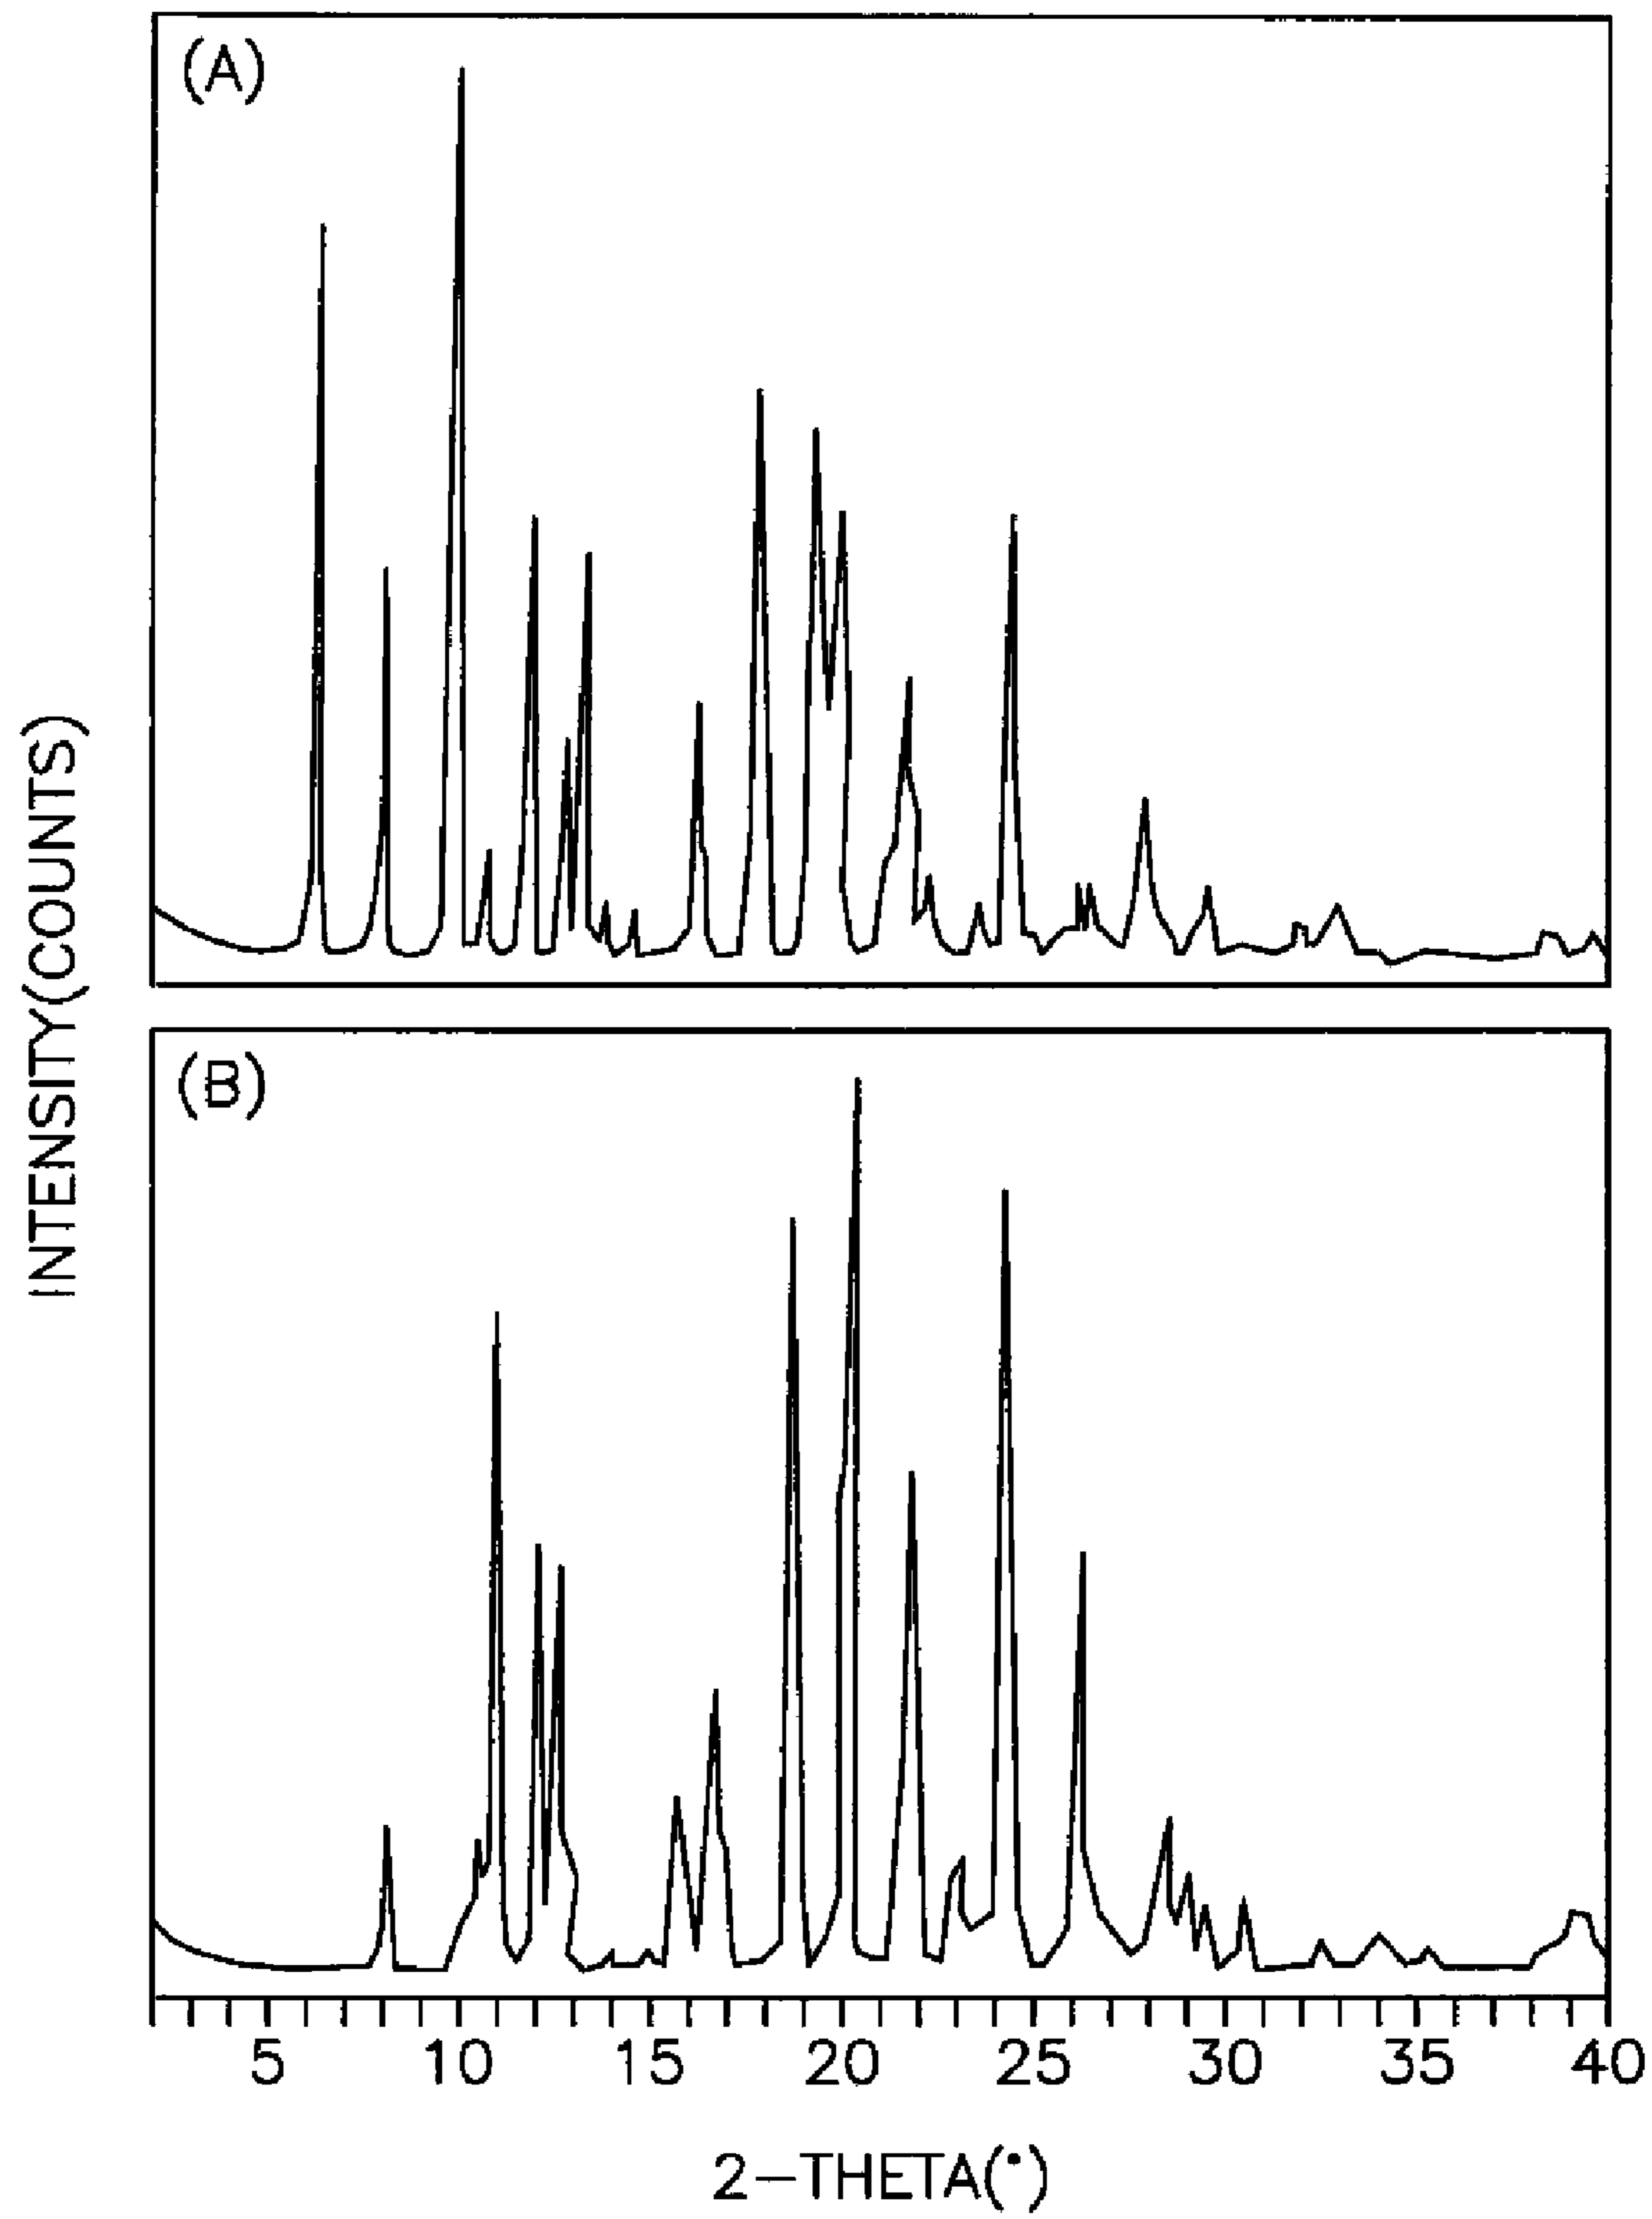 (A)
INTENSITY(COUNTS)
(B)
5 10 15 20 25 30 35 40
2-THETA(°)